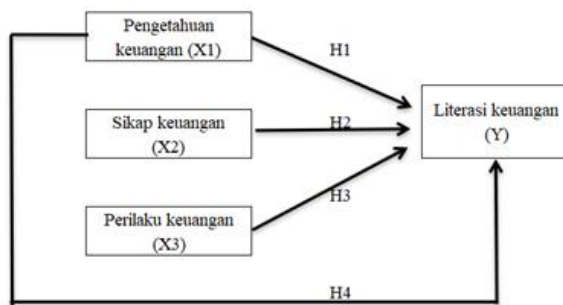 Pengetahuan
keuangan (X1)
H1
Sikap keuangan
(X2)
H2
Literasi keuangan
(Y)
Perilaku keuangan
(X3)
H3
H4